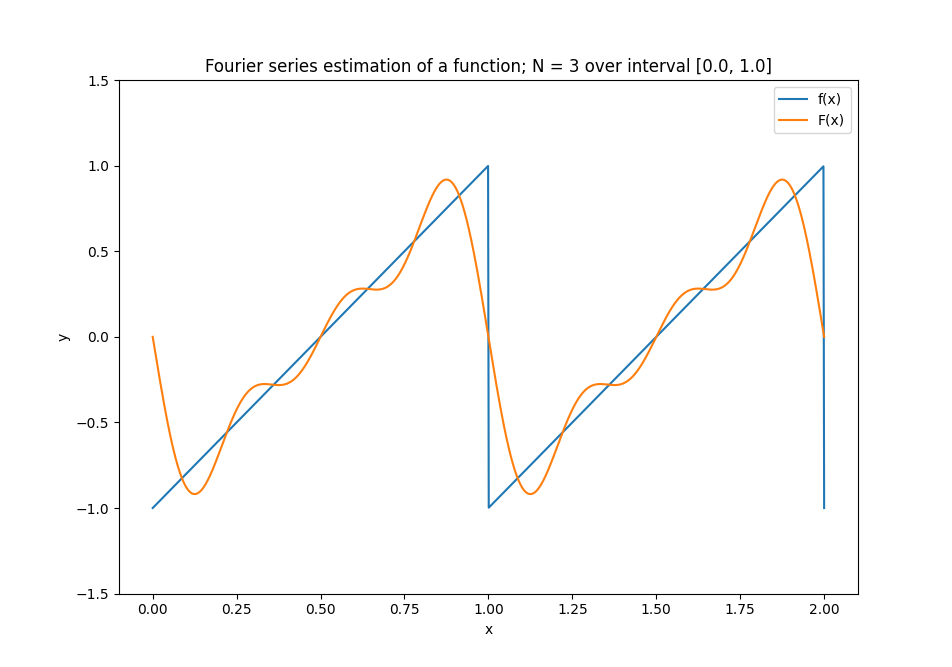 Fourier series estimation of a function; N = 3 over interval [0.0, 1.0]
f(x)
F(x)
1.5
1.0
0.5
0.0
−0.5
−1.0
−1.5
y
0.00 0.25 0.50 0.75 1.00 1.25 1.50 1.75 2.00
x